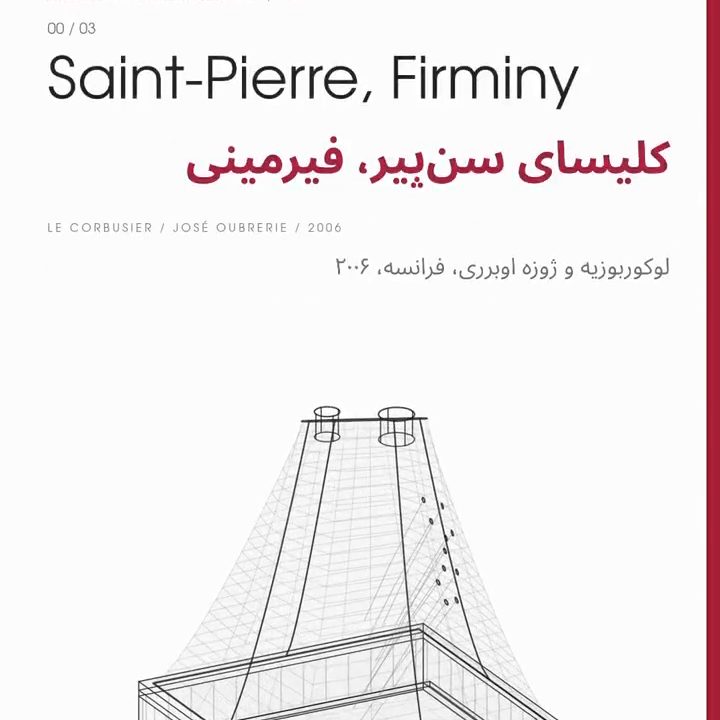 00 / 03
Saint-Pierre, Firminy
کلیسای سن‌پیر، فیرمینی
LE CORBUSIER / JOSÉ OUBRERIE / 2006
لوکوربوزیه و ژوزه اوبرری، فرانسه، ۲۰۰۶